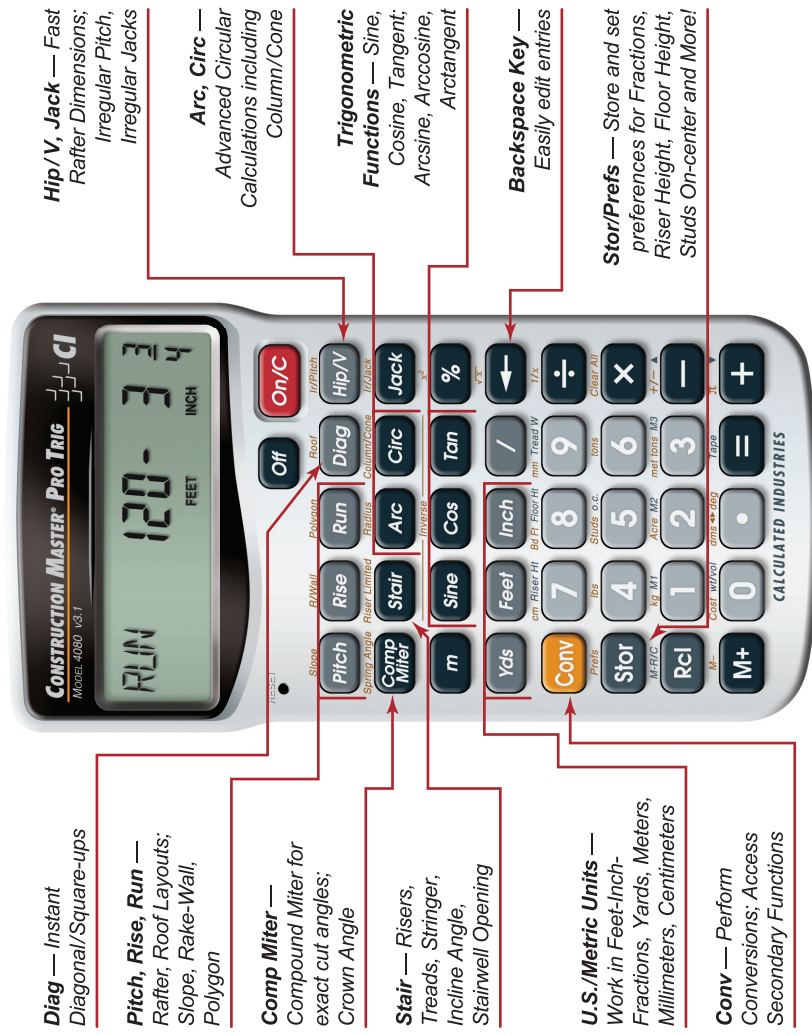 Diag — Instant
Diagonal/Square-ups
Pitch, Rise, Run —
Rafter, Roof Layouts;
Slope, Rake-Wall,
Polygon
Comp Miter —
Compound Miter for
exact cut angles;
Crown Angle
Stair — Risers,
Treads, Stringer,
Incline Angle,
Stairwell Opening
U.S./Metric Units —
Work in Feet-Inch-
Fractions, Yards, Meters,
Millimeters, Centimeters
Conv — Perform
Conversions; Access
Secondary Functions
CONSTRUCTION MASTER® PRO TRIG
MODEL 4080 v3.1
CI
RUN 120- 3 3/4
FEET INCH
RESET
Off On/C
Slope R/Wall Polygon Roof Ir/Pitch
Pitch Rise Run Diag Hip/V
Spring Angle Riser Limited Radius Column/Cone Ir/Jack
Comp Miter Stair Arc Circ Jack
Inverse x²
m Sine Cos Tan %
√x
Yds Feet Inch / ←
cm Riser Ht Bd Ft Floor Ht mm Tread W 1/x
Conv 7 8 9 ÷
Prefs lbs Studs o.c. tons Clear All
Stor 4 5 6 ×
M-R/C kg M1 Acre M2 met tons M3 +/− ▲
Rcl 1 2 3 −
M− Cost wt/vol dms◄►deg Tape π ▼
M+ 0 • = +
CALCULATED INDUSTRIES
Hip/V, Jack — Fast
Rafter Dimensions;
Irregular Pitch,
Irregular Jacks
Arc, Circ —
Advanced Circular
Calculations including
Column/Cone
Trigonometric
Functions — Sine,
Cosine, Tangent;
Arcsine, Arccosine,
Arctangent
Backspace Key —
Easily edit entries
Stor/Prefs — Store and set
preferences for Fractions,
Riser Height, Floor Height,
Studs On-center and More!